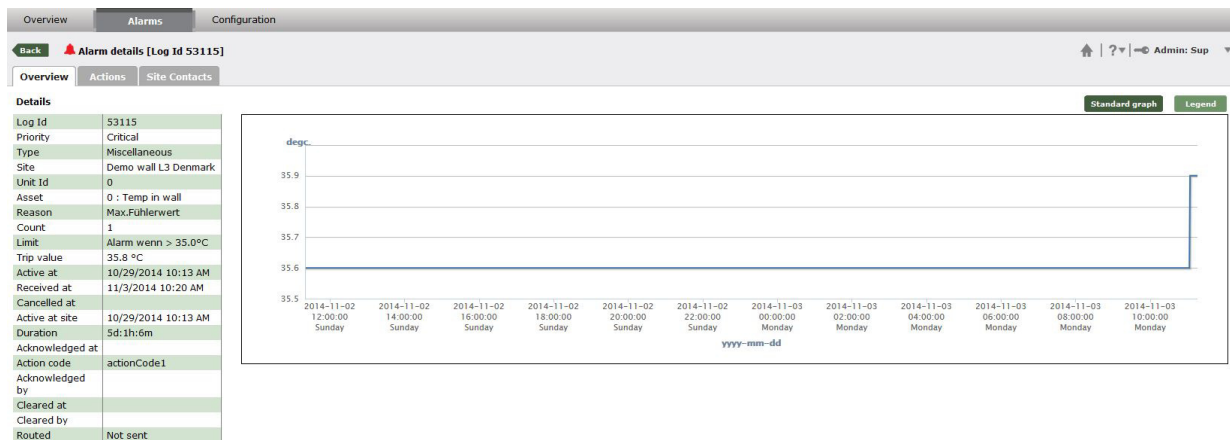 Overview Alarms Configuration
Back Alarm details [Log Id 53115] ? Admin: Sup
Overview Actions Site Contacts
Details
Standard graph Legend
Log Id 53115
Priority Critical
Type Miscellaneous
Site Demo wall L3 Denmark
Unit Id 0
Asset 0 : Temp in wall
Reason Max.Fühlerwert
Count 1
Limit Alarm wenn > 35.0ºC
Trip value 35.8 ºC
Active at 10/29/2014 10:13 AM
Received at 11/3/2014 10:20 AM
Cancelled at
Active at site 10/29/2014 10:13 AM
Duration 5d:1h:6m
Acknowledged at
Action code actionCode1
Acknowledged
by
Cleared at
Cleared by
Routed Not sent
degc
35.9
35.8
35.7
35.6
35.5
2014-11-02 2014-11-02 2014-11-02 2014-11-02 2014-11-02 2014-11-02 2014-11-03 2014-11-03 2014-11-03 2014-11-03 2014-11-03 2014-11-03
12:00:00 14:00:00 16:00:00 18:00:00 20:00:00 22:00:00 00:00:00 02:00:00 04:00:00 06:00:00 08:00:00 10:00:00
Sunday Sunday Sunday Sunday Sunday Sunday Monday Monday Monday Monday Monday Monday
yyyy-mm-dd